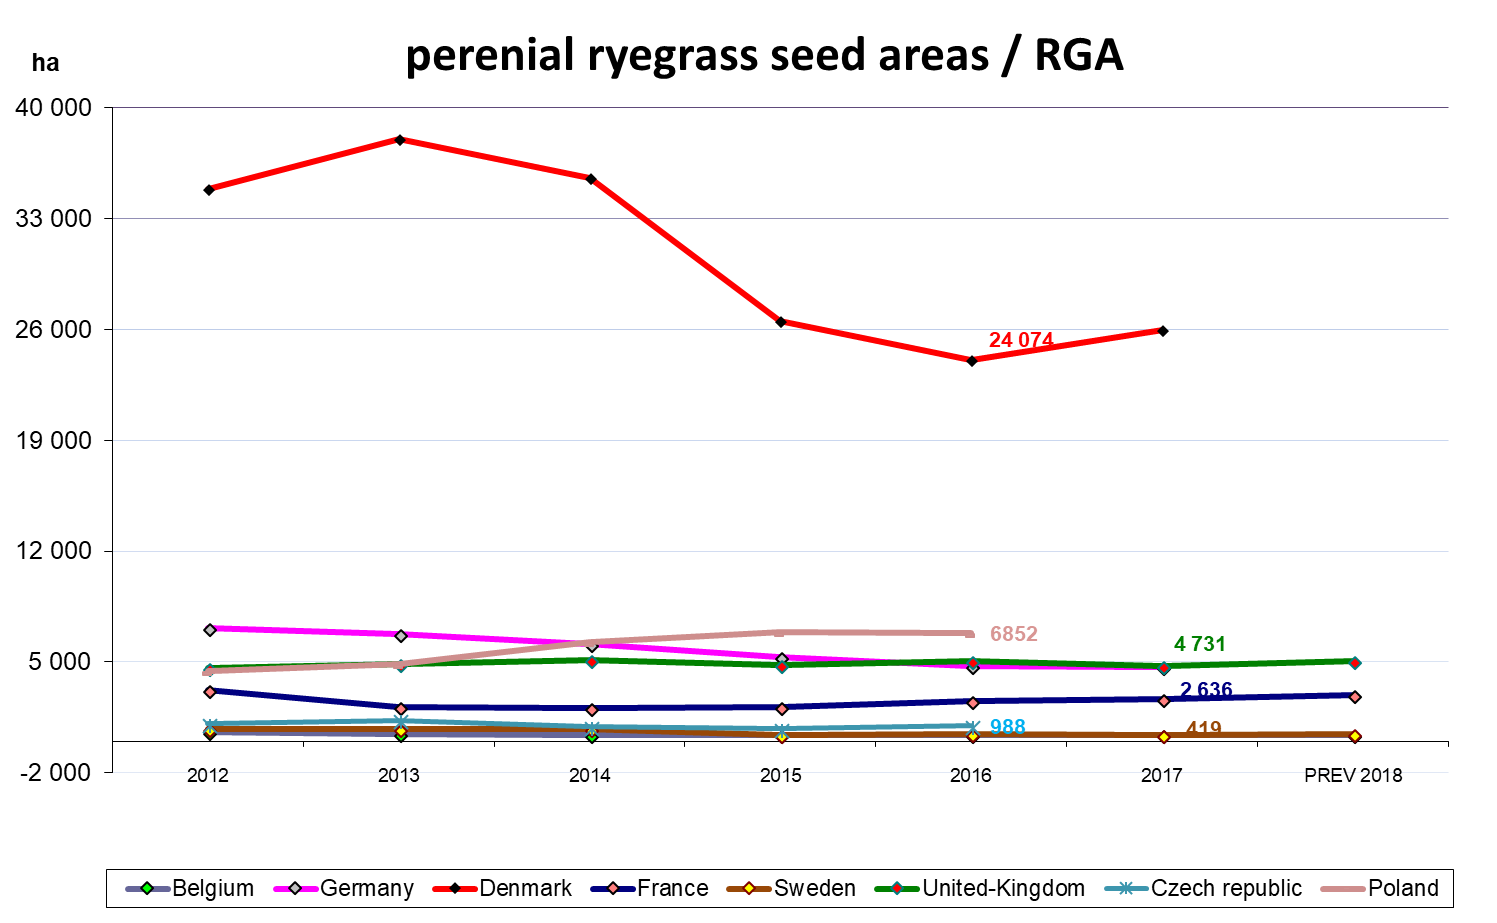 perenial ryegrass seed areas / RGA
ha
40 000
33 000
26 000
24 074
19 000
12 000
6852
5 000
4 731
2 636
988
419
-2 000
2012
2013
2014
2015
2016
2017
PREV 2018
Belgium
Germany
Denmark
France
Sweden
United-Kingdom
Czech republic
Poland